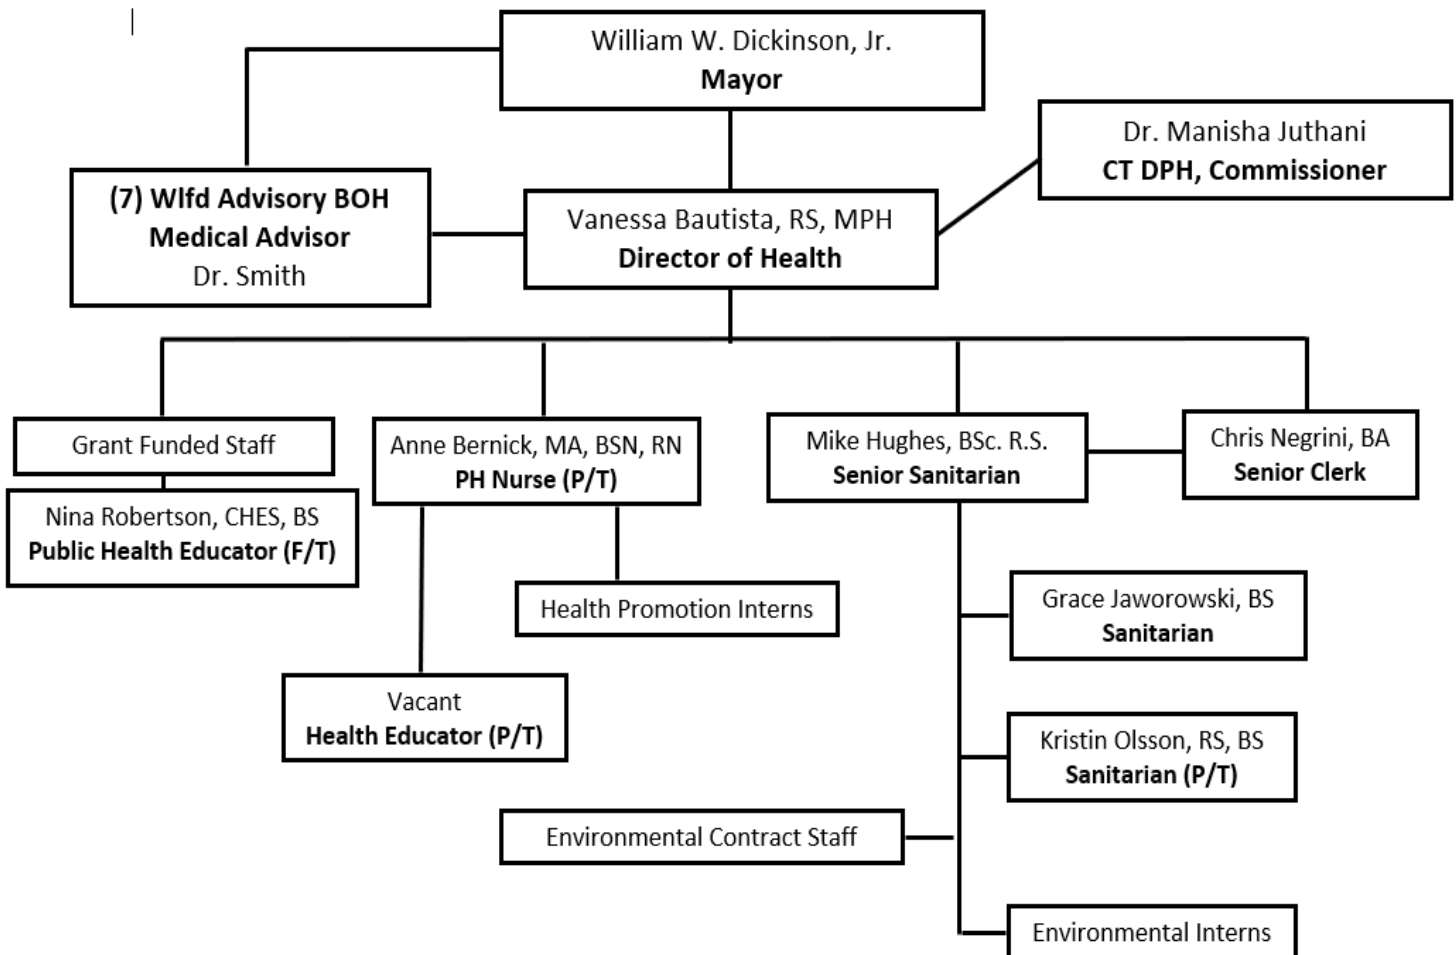 William W. Dickinson, Jr.
Mayor
Dr. Manisha Juthani
CT DPH, Commissioner
(7) Wlfd Advisory BOH
Medical Advisor
Dr. Smith
Vanessa Bautista, RS, MPH
Director of Health
Grant Funded Staff
Nina Robertson, CHES, BS
Public Health Educator (F/T)
Anne Bernick, MA, BSN, RN
PH Nurse (P/T)
Mike Hughes, BSc. R.S.
Senior Sanitarian
Chris Negrini, BA
Senior Clerk
Health Promotion Interns
Vacant
Health Educator (P/T)
Grace Jaworowski, BS
Sanitarian
Kristin Olsson, RS, BS
Sanitarian (P/T)
Environmental Contract Staff
Environmental Interns